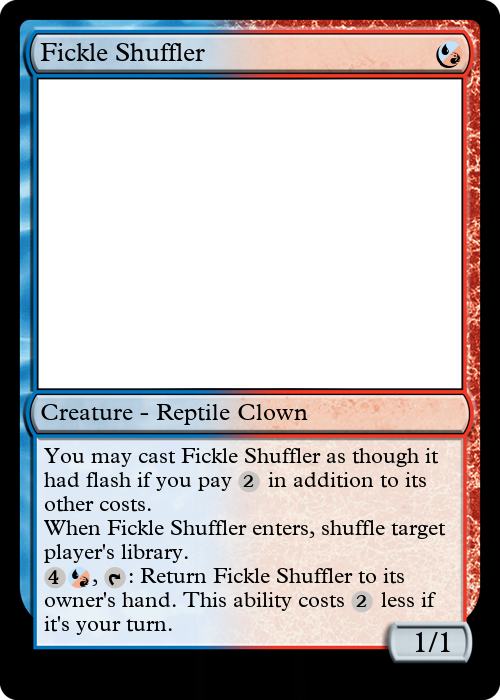 Fickle Shuffler
Creature - Reptile Clown
You may cast Fickle Shuffler as though it
had flash if you pay 2 in addition to its
other costs.
When Fickle Shuffler enters, shuffle target
player's library.
4 , : Return Fickle Shuffler to its
owner's hand. This ability costs 2 less if
it's your turn.
1/1